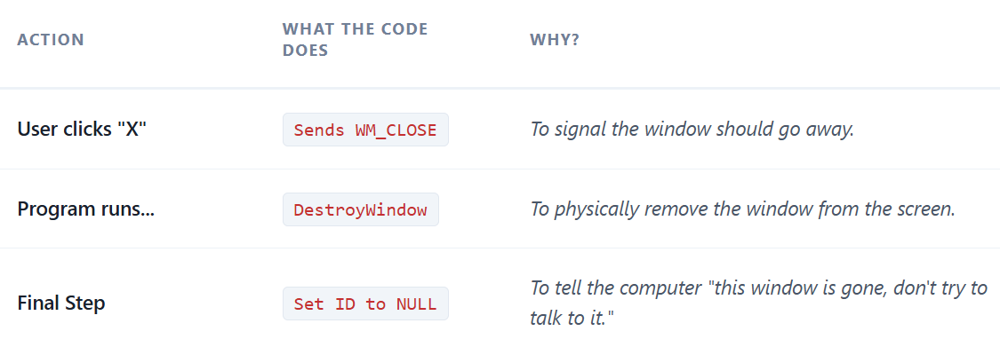 ACTION
WHAT THE CODE
DOES
WHY?
User clicks "X"
Sends WM_CLOSE
To signal the window should go away.
Program runs...
DestroyWindow
To physically remove the window from the screen.
Final Step
Set ID to NULL
To tell the computer "this window is gone, don't try to
talk to it."